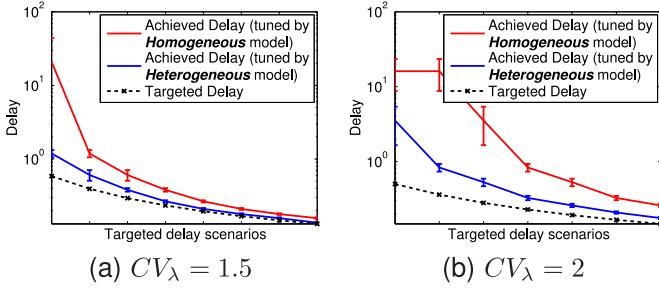 10^2
10^1
10^0
Delay
Achieved Delay (tuned by
Homogeneous model)
Achieved Delay (tuned by
Heterogeneous model)
Targeted Delay
Targeted delay scenarios
(a) CV_λ = 1.5
10^2
10^1
10^0
Delay
Achieved Delay (tuned by
Homogeneous model)
Achieved Delay (tuned by
Heterogeneous model)
Targeted Delay
Targeted delay scenarios
(b) CV_λ = 2